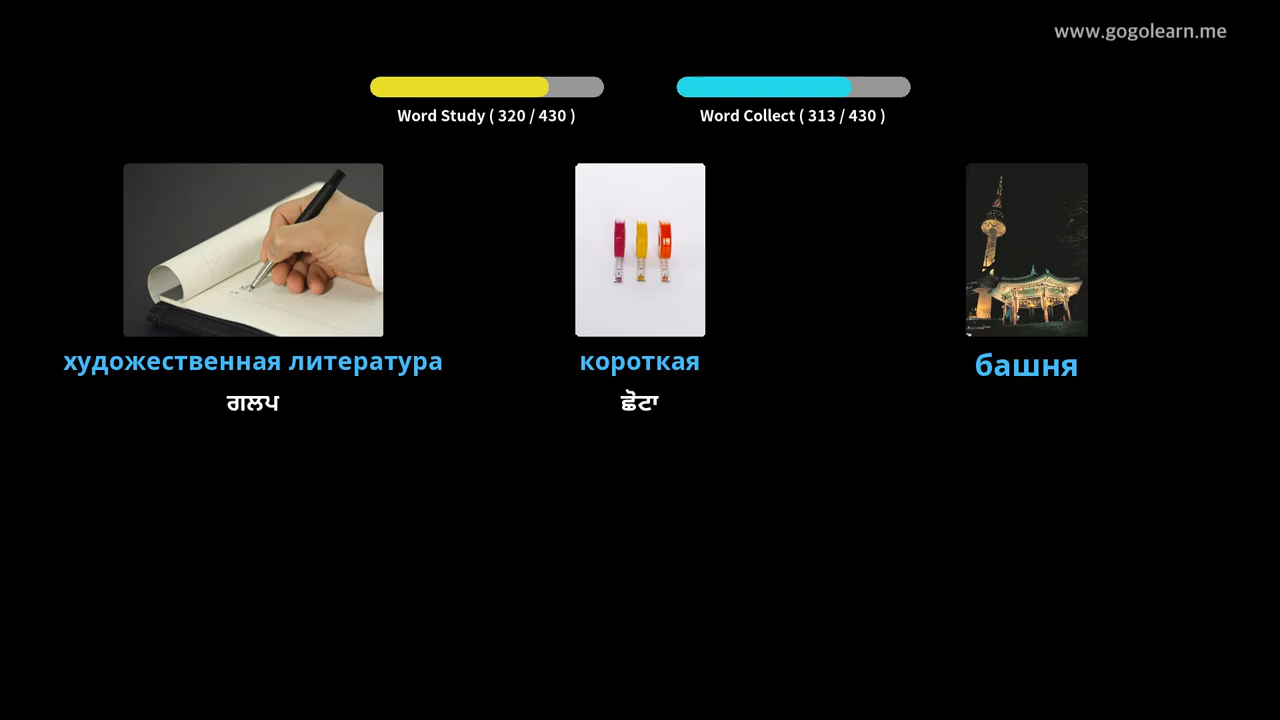 www.gogolearn.me
Word Study ( 320 / 430 )
Word Collect ( 313 / 430 )
художественная литература
ਗਲਪ
короткая
ਛੋਟਾ
башня